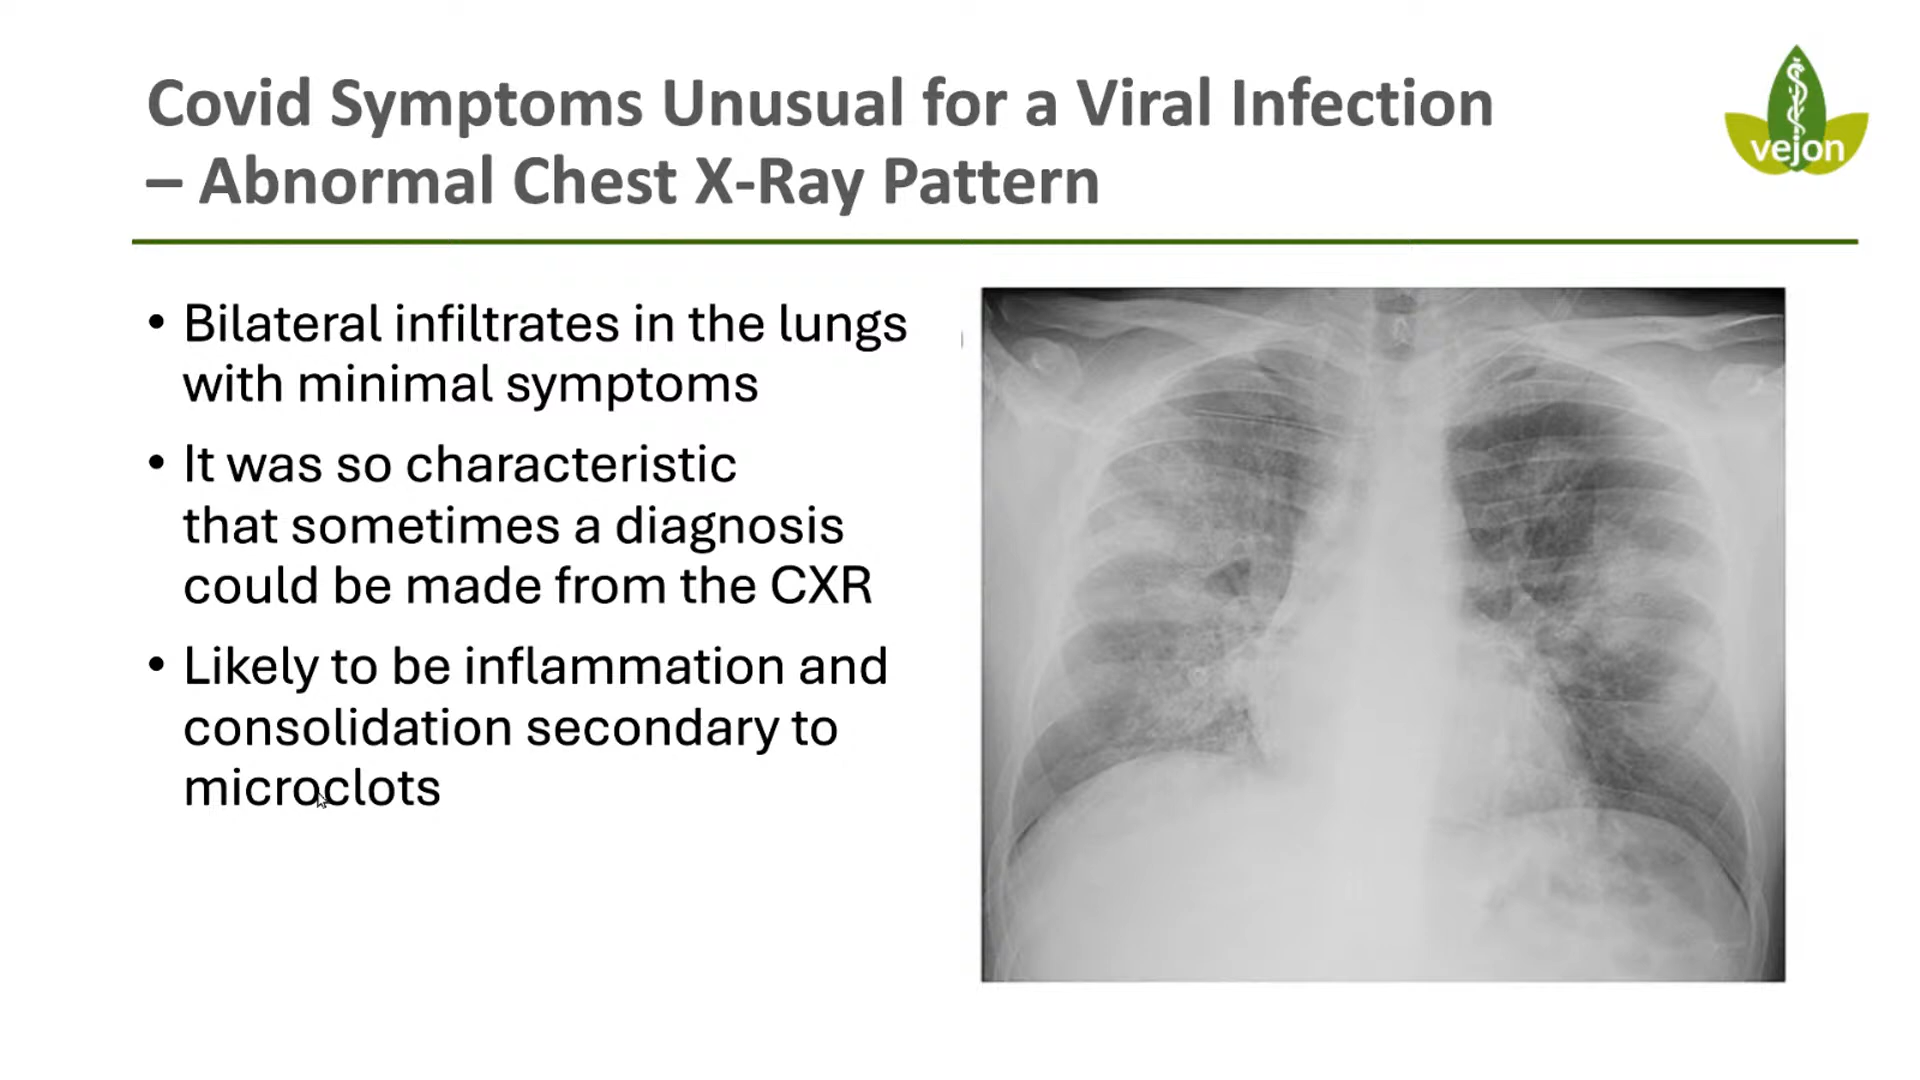 Covid Symptoms Unusual for a Viral Infection
– Abnormal Chest X-Ray Pattern
vejon
• Bilateral infiltrates in the lungs
with minimal symptoms
• It was so characteristic
that sometimes a diagnosis
could be made from the CXR
• Likely to be inflammation and
consolidation secondary to
microclots